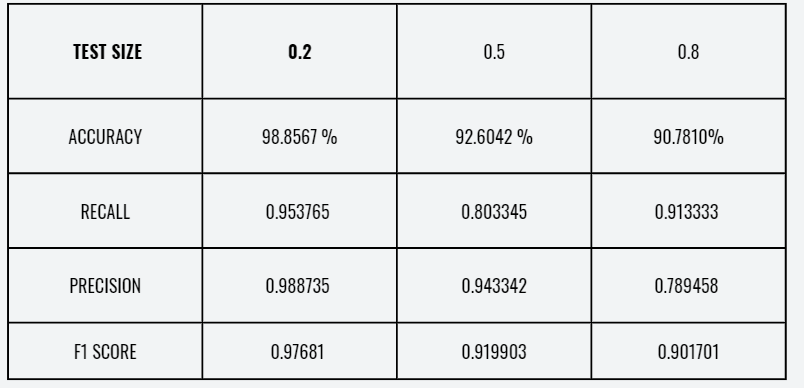 TEST SIZE 0.2 0.5 0.8
ACCURACY 98.8567 % 92.6042 % 90.7810%
RECALL 0.953765 0.803345 0.913333
PRECISION 0.988735 0.943342 0.789458
F1 SCORE 0.97681 0.919903 0.901701